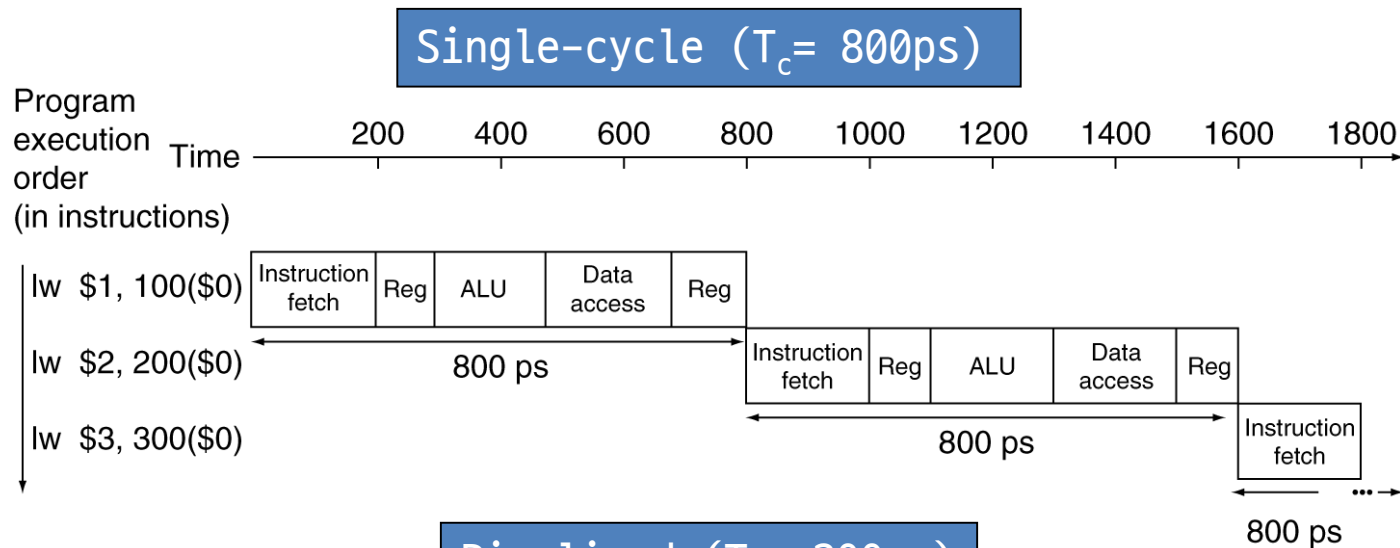 Single-cycle (Tc= 800ps)
Program
execution
order
(in instructions)
Time
200 400 600 800 1000 1200 1400 1600 1800
lw $1, 100($0)
Instruction
fetch
Reg
ALU
Data
access
Reg
800 ps
lw $2, 200($0)
Instruction
fetch
Reg
ALU
Data
access
Reg
800 ps
lw $3, 300($0)
Instruction
fetch
...
800 ps